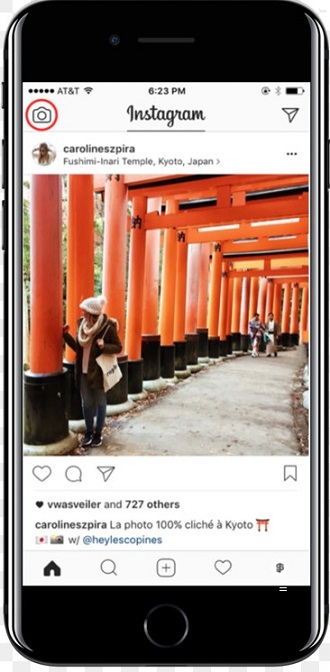 AT&T 6:23 PM
Instagram
carolineszpira
Fushimi-Inari Temple, Kyoto, Japan >
vwasveiler and 727 others
carolineszpira La photo 100% cliché à Kyoto ⛩️
🇯🇵 📸 w/ @heylescopines